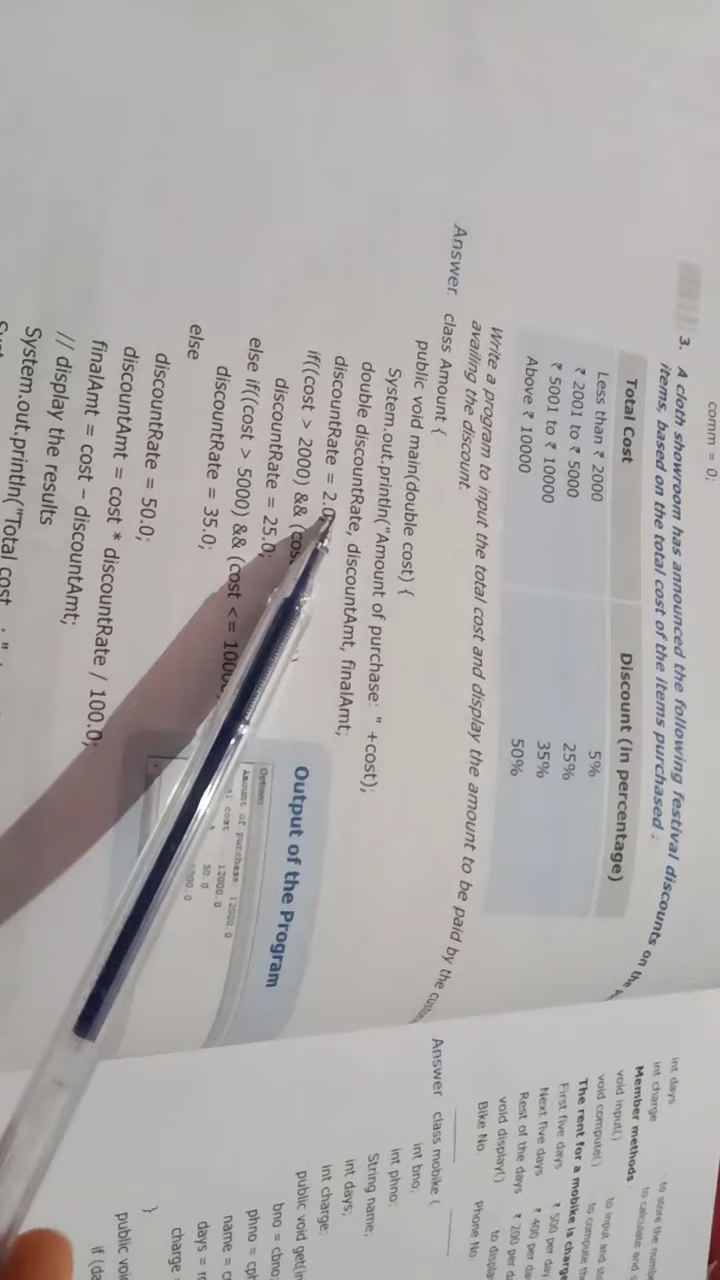 comm = 0;
3. A cloth showroom has announced the following festival discounts on the
items, based on the total cost of the items purchased :
Total Cost Discount (in percentage)
Less than ₹ 2000 5%
₹ 2001 to ₹ 5000 25%
₹ 5001 to ₹ 10000 35%
Above ₹ 10000 50%
Write a program to input the total cost and display the amount to be paid by the
availing the discount.
Answer class Amount {
public void main(double cost) {
System.out.println("Amount of purchase: " +cost);
double discountRate, discountAmt, finalAmt;
discountRate = 2.0
if((cost > 2000) && (cos
discountRate = 25.0;
else if((cost > 5000) && (cost <= 1000
discountRate = 35.0;
else
discountRate = 50.0;
discountAmt = cost * discountRate / 100.0;
finalAmt = cost – discountAmt;
// display the results
System.out.println("Total cost : "
Output of the Program
Options
Amount of purchase: 12000.0
cost 12000.0
50.0
000.0
int days to store the numb
int charge to calculate and
Member methods
void input() to input and st
void compute() to compute th
The rent for a mobike is charge
First five days ₹ 500 per day
Next five days ₹ 400 per da
Rest of the days ₹ 200 per d
void display() to displa
Bike No. Phone No.
Answer class mobike {
int bno;
int phno;
String name;
int days;
int charge;
public void get(in
bno = cbno;
phno = cph
name = c
days = n
charge =
}
public voi
if (da